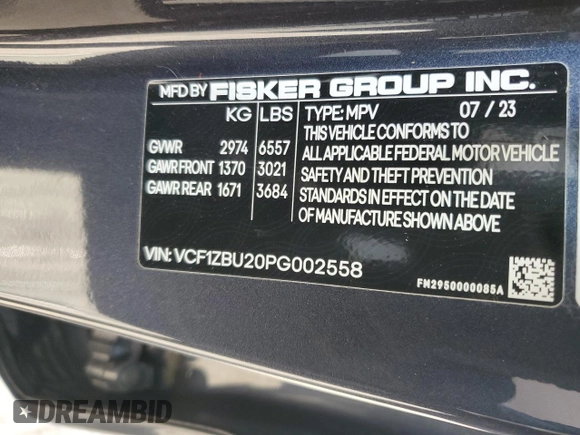 MFD BY FISKER GROUP INC.
KG LBS TYPE: MPV 07 / 23
GVWR 2974 6557
GAWR FRONT 1370 3021
GAWR REAR 1671 3684
THIS VEHICLE CONFORMS TO
ALL APPLICABLE FEDERAL MOTOR VEHICLE
SAFETY AND THEFT PREVENTION
STANDARDS IN EFFECT ON THE DATE
OF MANUFACTURE SHOWN ABOVE
VIN: VCF1ZBU20PG002558
FM2950000085A
DREAMBID